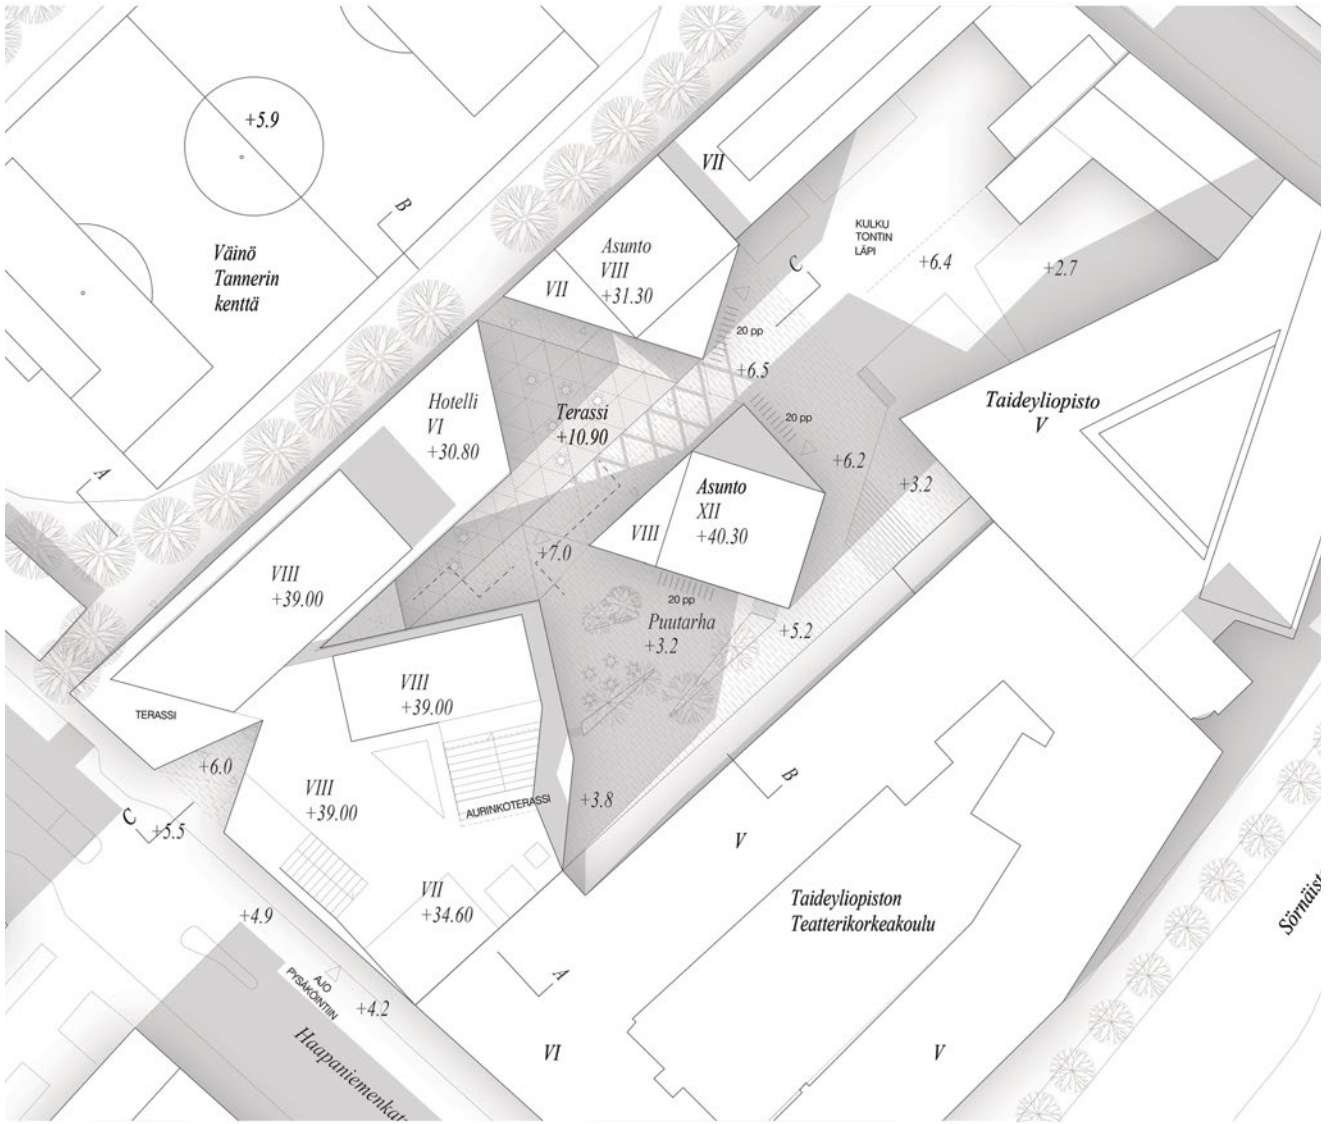 +5.9
B
VII
Väinö
Tannerin
kenttä
Asunto
VIII
+31.30
VII
C
KULKU
TONTIN
LÄPI
+6.4
+2.7
20 pp
+6.5
Hotelli
VI
+30.80
Terassi
+10.90
20 pp
Taideyliopisto
V
A
+6.2
+3.2
Asunto
XII
+40.30
VIII
+7.0
VIII
+39.00
20 pp
Puutarha
+3.2
+5.2
VIII
+39.00
TERASSI
+6.0
VIII
+39.00
AURINKOTERASSI
+3.8
B
C
+5.5
V
VII
+34.60
Taideyliopiston
Teatterikorkeakoulu
+4.9
A
AJO
PYSÄKÖINTIIN
+4.2
VI
V